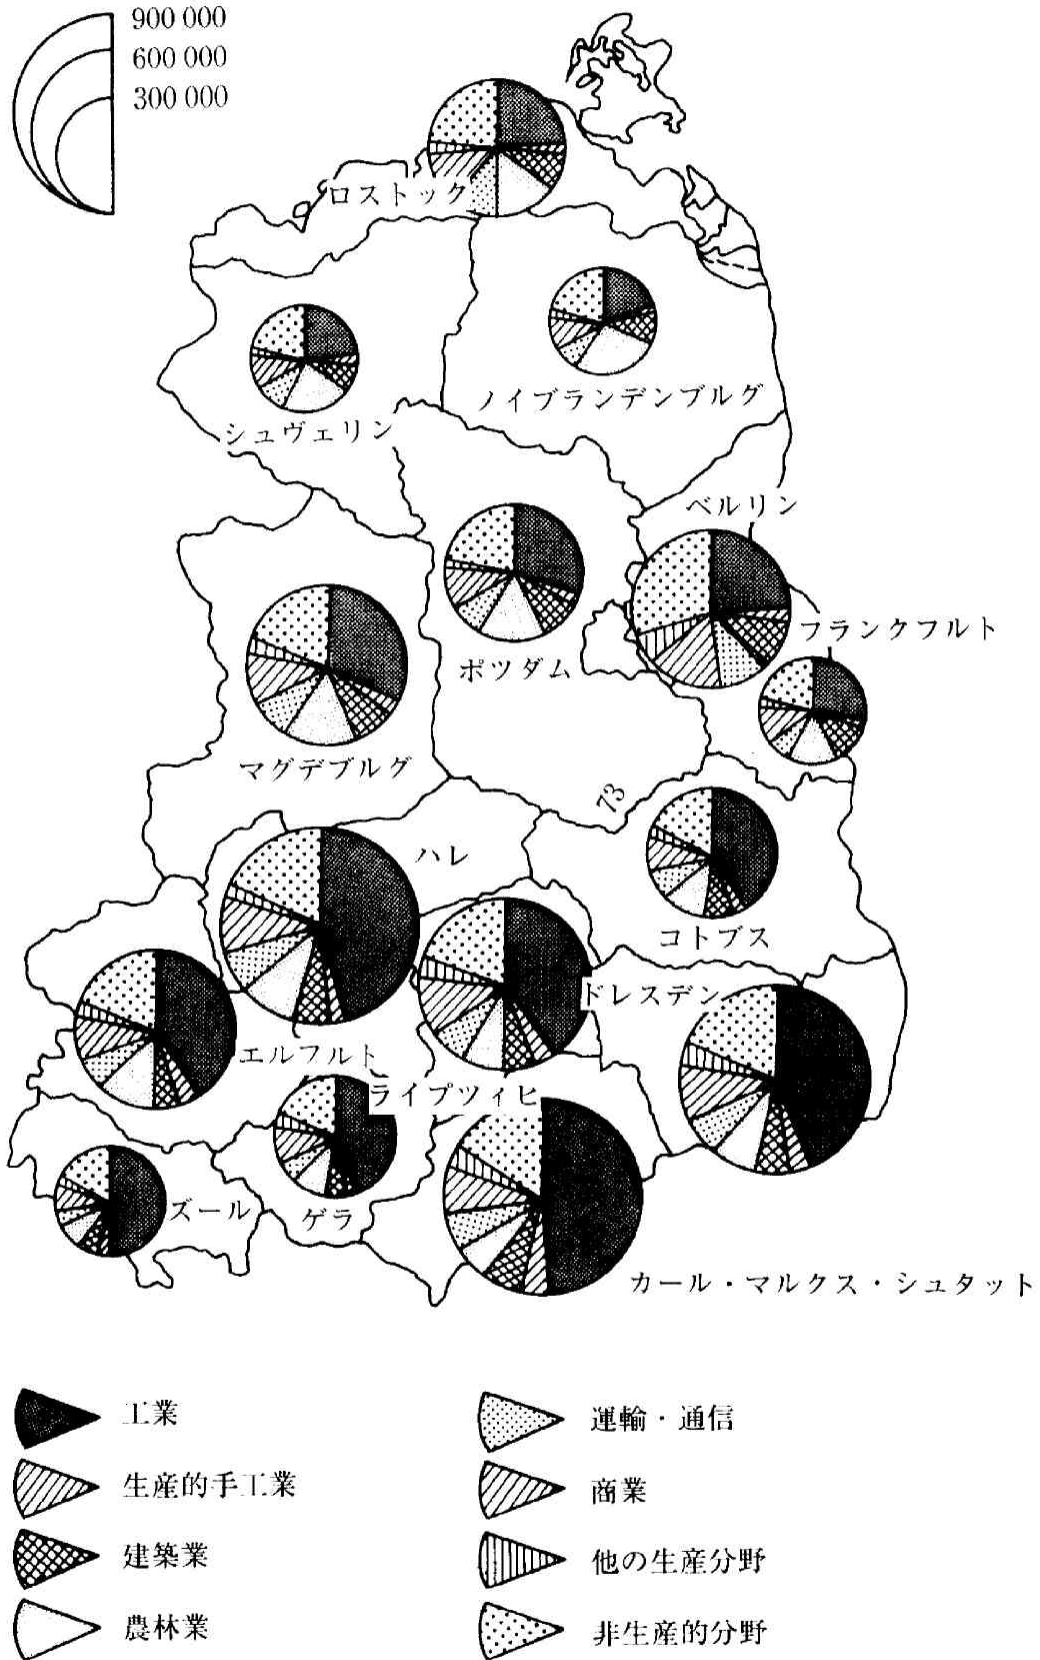 900 000
600 000
300 000
ロストック
ノイブランデンブルグ
シュヴェリン
ベルリン
フランクフルト
ポツダム
マグデブルグ
73
ハレ
コトブス
ドレスデン
エルフルト
ライプツィヒ
ズール
ゲラ
カール・マルクス・シュタット
工業
生産的手工業
建築業
農林業
運輸・通信
商業
他の生産分野
非生産的分野